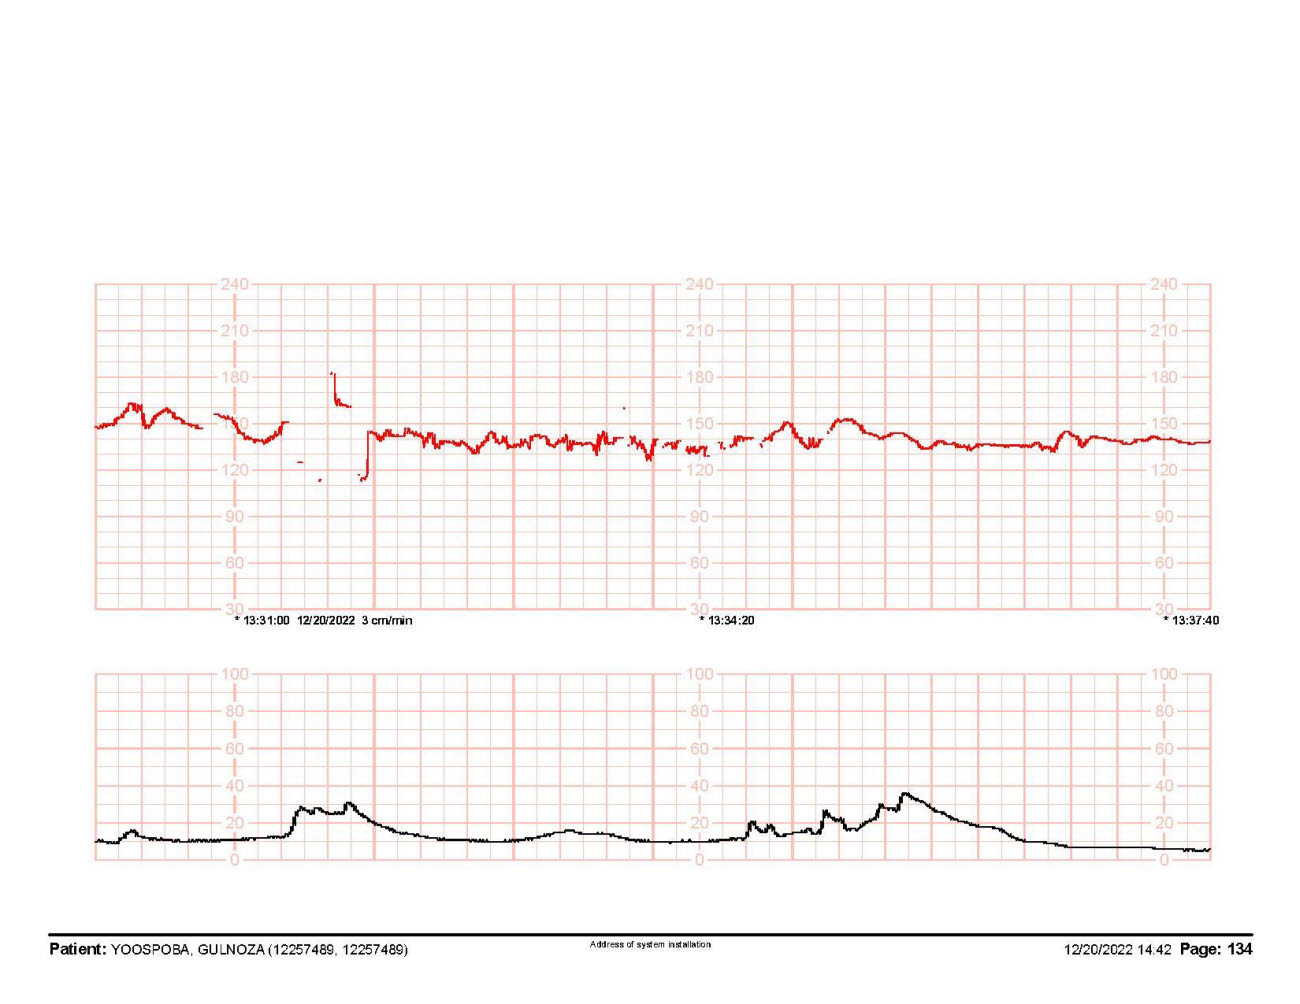 240 240 240
210 210 210
180 180 180
150 150 150
120 120 120
90 90 90
60 60 60
30 30 30
* 13:31:00 12/20/2022 3 cm/min * 13:34:20 * 13:37:40
100 100 100
80 80 80
60 60 60
40 40 40
20 20 20
0 0 0
Patient: YOOSPOBA, GULNOZA (12257489, 12257489) Address of system installation 12/20/2022 14:42 Page: 134